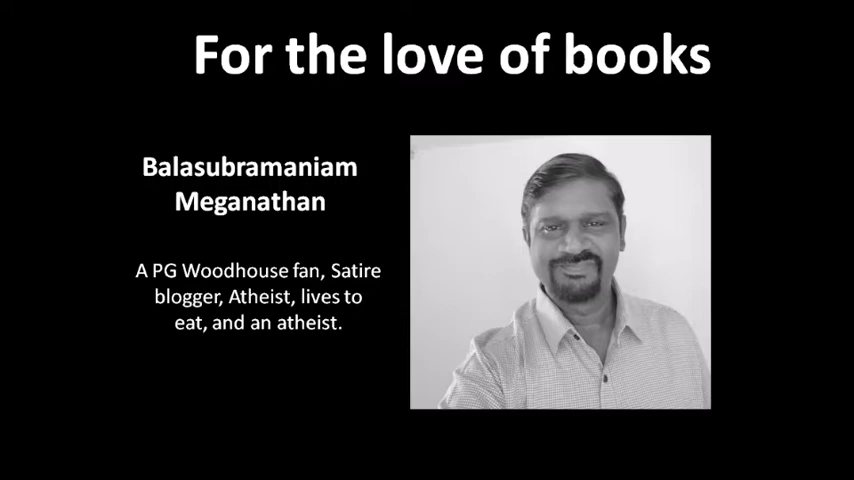 For the love of books
Balasubramaniam
Meganathan
A PG Woodhouse fan, Satire
blogger, Atheist, lives to
eat, and an atheist.